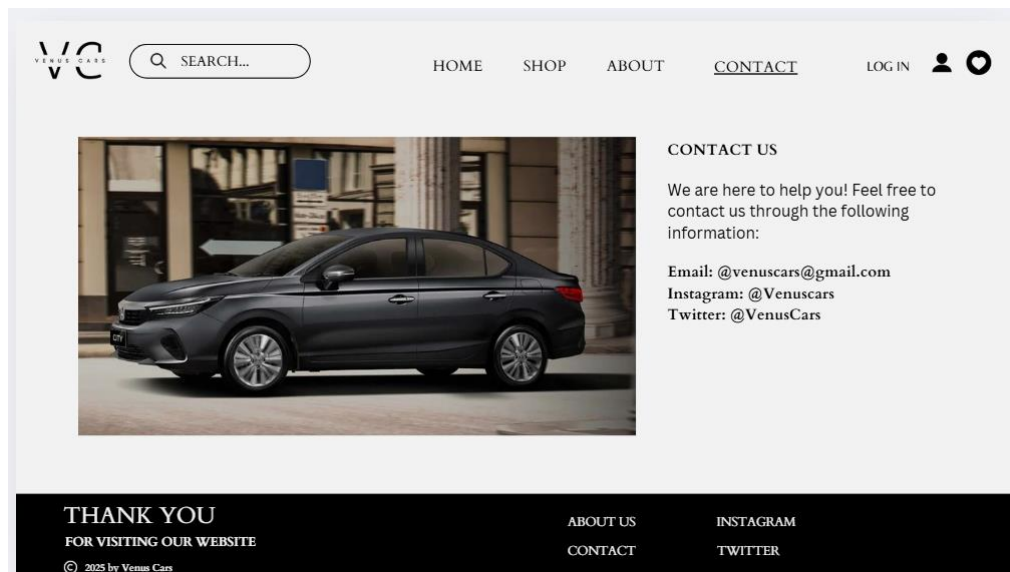 VC
VENUS CARS
SEARCH...
HOME
SHOP
ABOUT
CONTACT
LOG IN
CITY
CONTACT US
We are here to help you! Feel free to
contact us through the following
information:
Email: @venuscars@gmail.com
Instagram: @Venuscars
Twitter: @VenusCars
THANK YOU
FOR VISITING OUR WEBSITE
© 2025 by Venus Cars
ABOUT US
INSTAGRAM
CONTACT
TWITTER